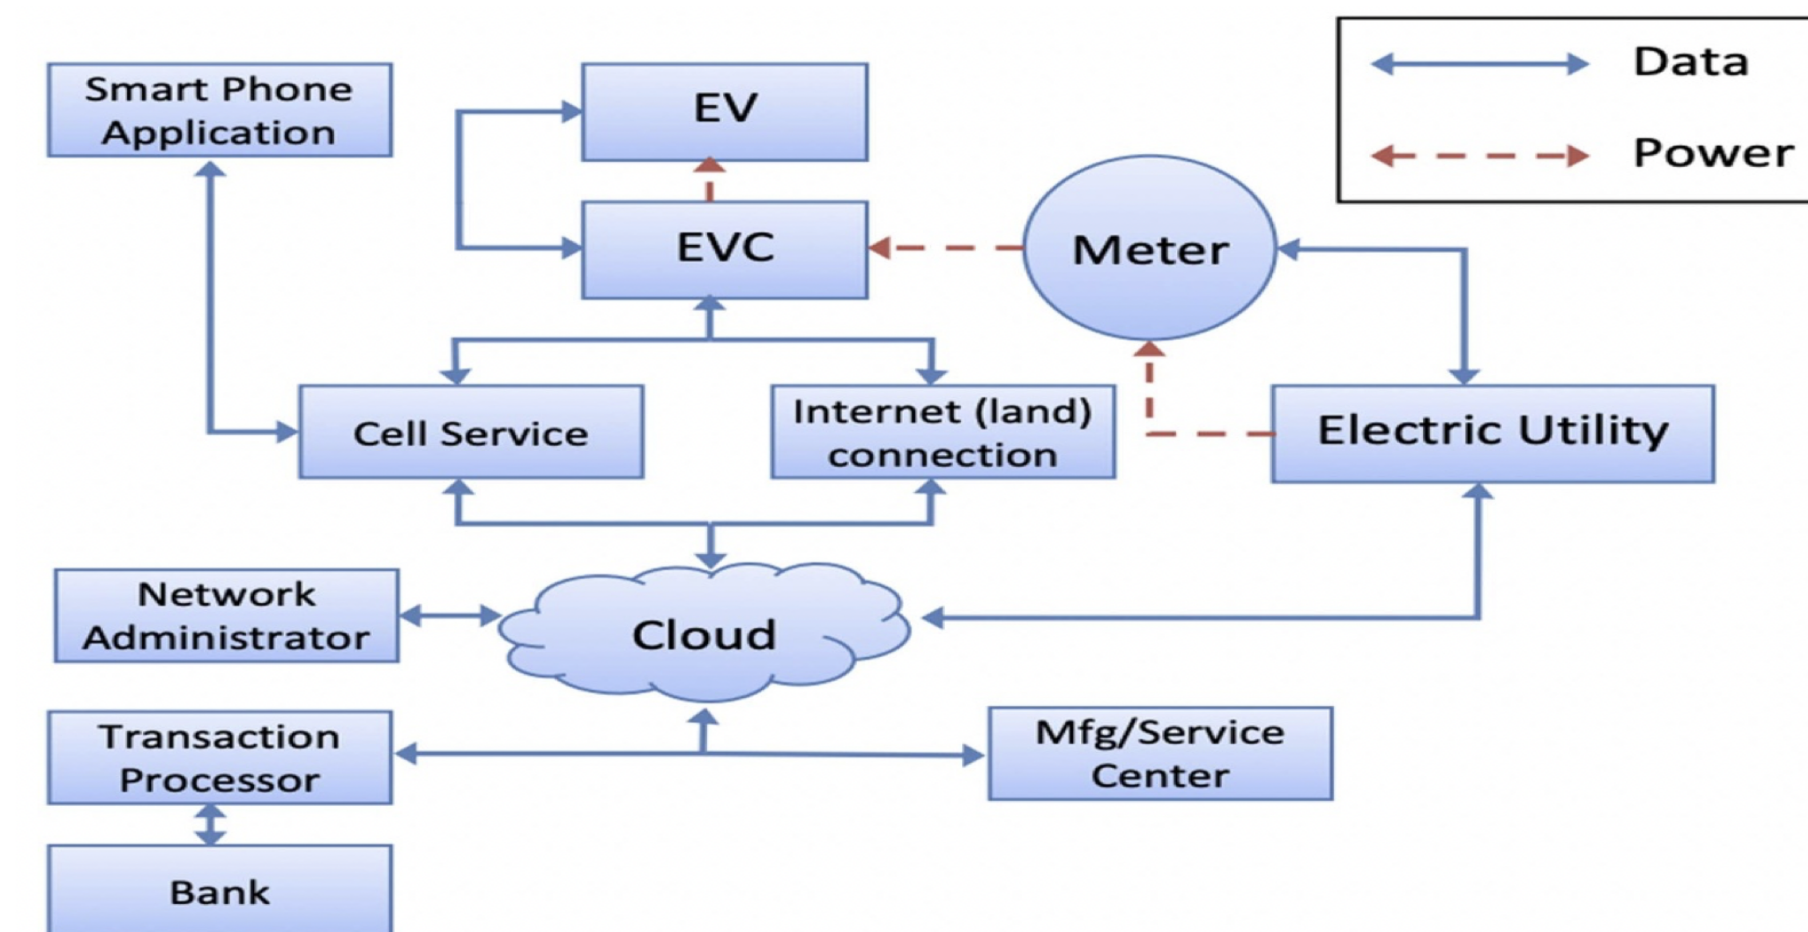 Smart Phone
Application
EV
Data
Power
EVC
Meter
Cell Service
Internet (land)
connection
Electric Utility
Network
Administrator
Cloud
Transaction
Processor
Mfg/Service
Center
Bank